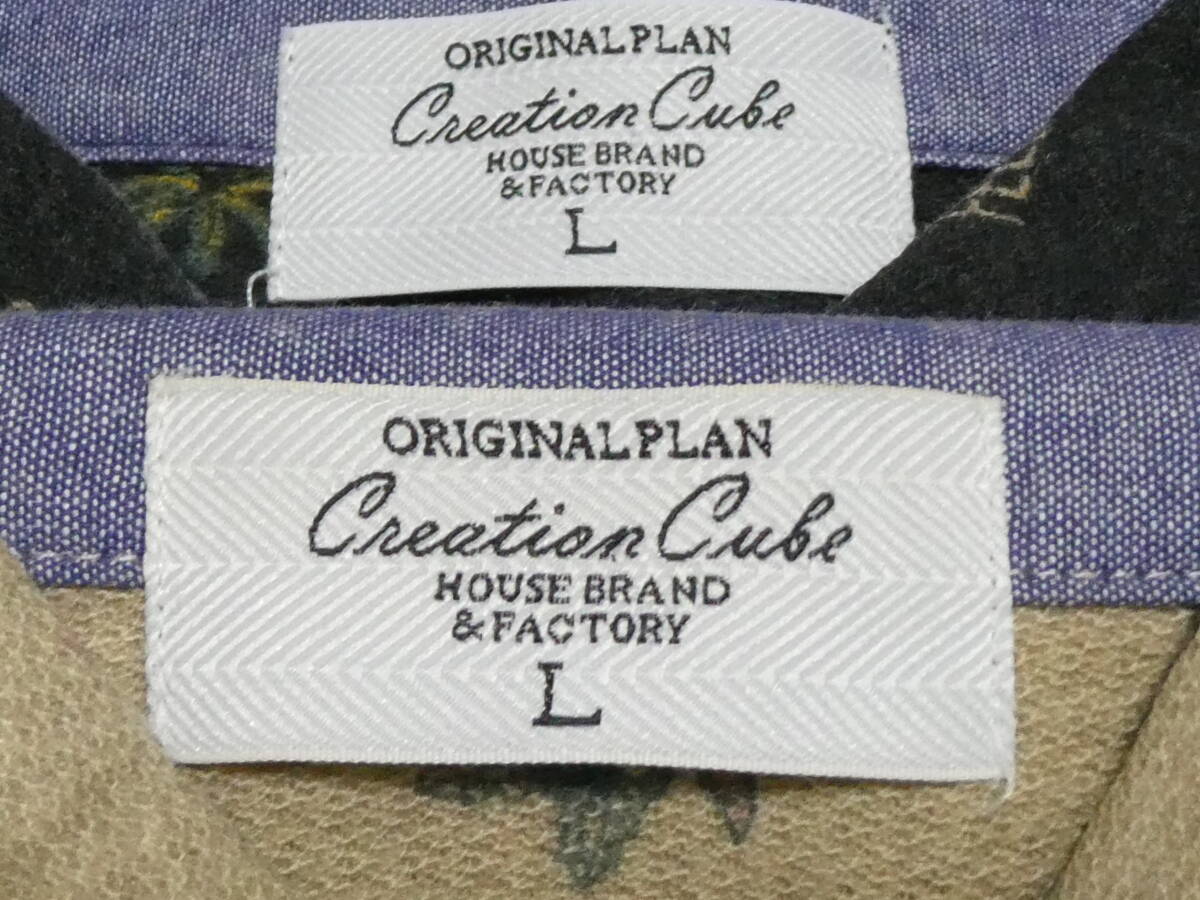 ORIGINAL PLAN
Creation Cube
HOUSE BRAND
&FACTORY
L
ORIGINAL PLAN
Creation Cube
HOUSE BRAND
&FACTORY
L